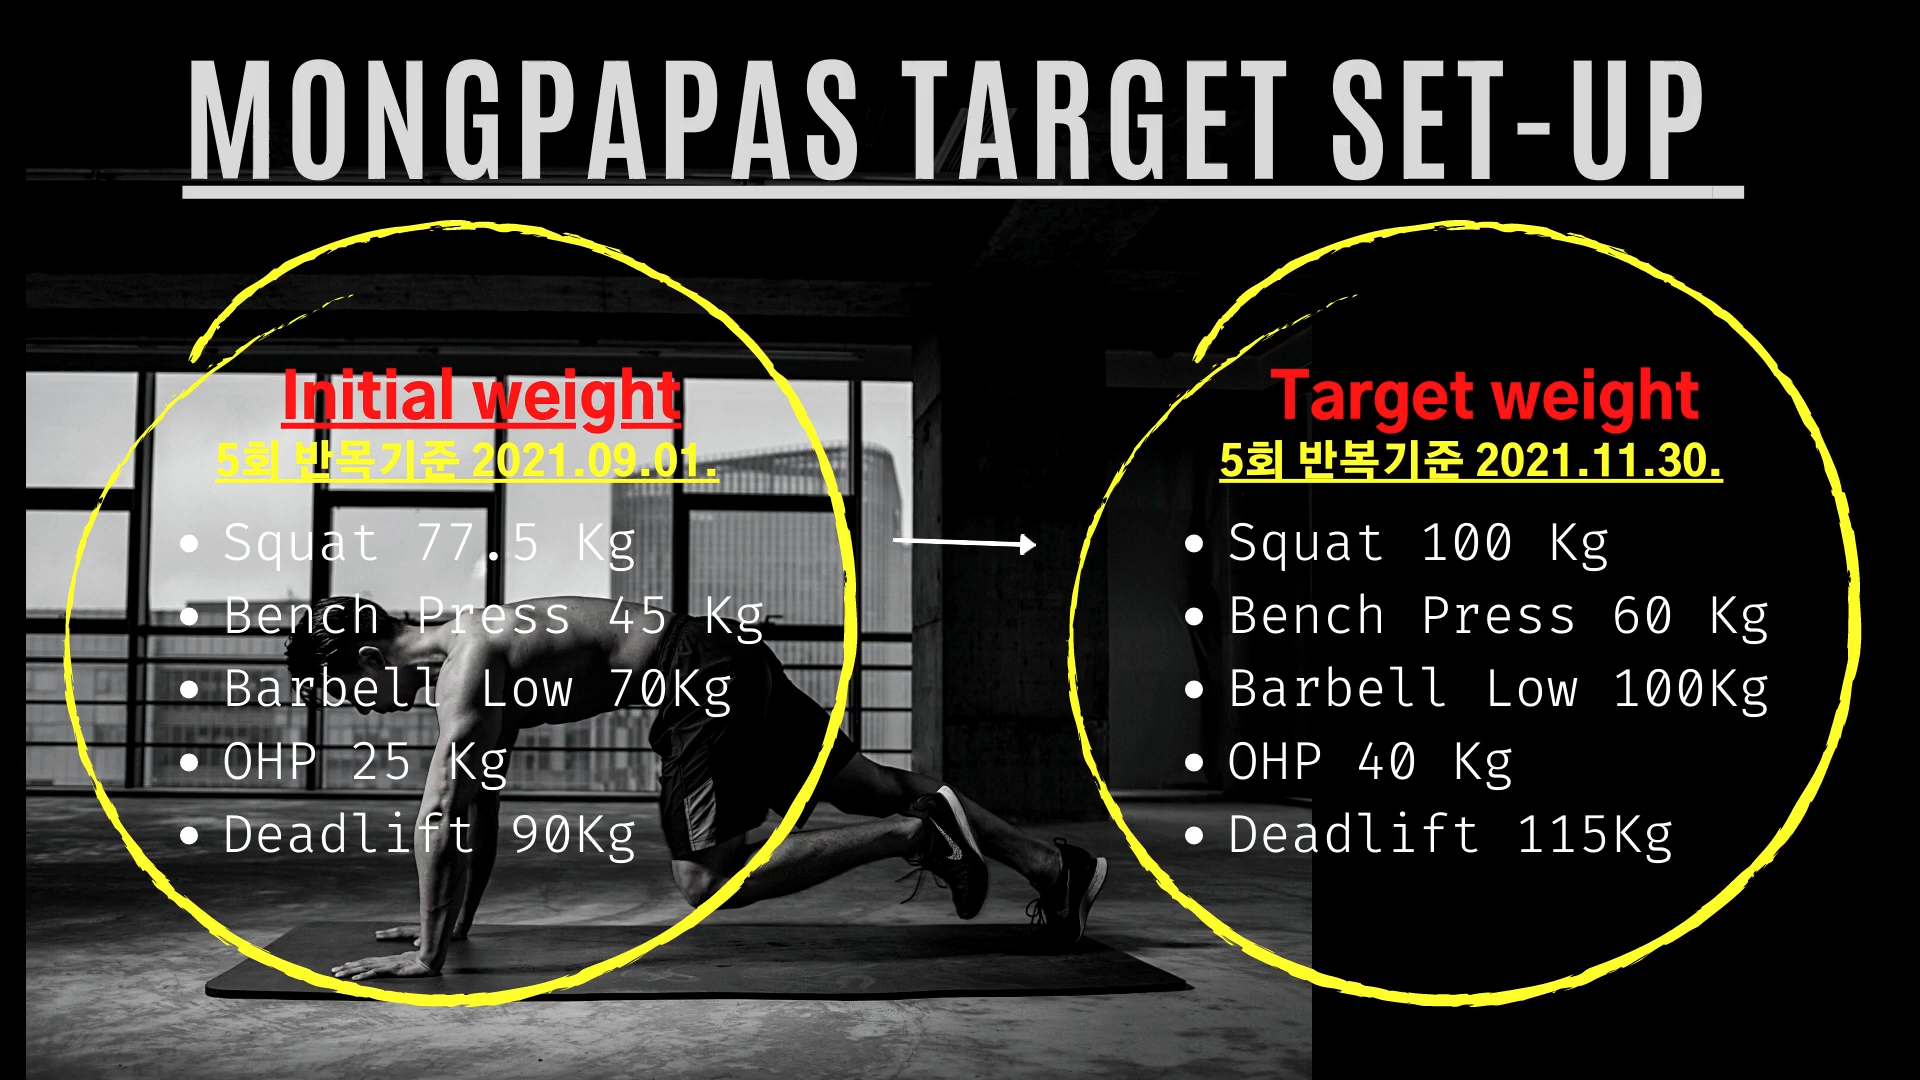 MONGPAPAS TARGET SET-UP
Initial weight
5회 반목기준 2021.09.01.
Squat 77.5 Kg
Bench Press 45 Kg
Barbell Low 70Kg
OHP 25 Kg
Deadlift 90Kg
Target weight
5회 반복기준 2021.11.30.
Squat 100 Kg
Bench Press 60 Kg
Barbell Low 100Kg
OHP 40 Kg
Deadlift 115Kg